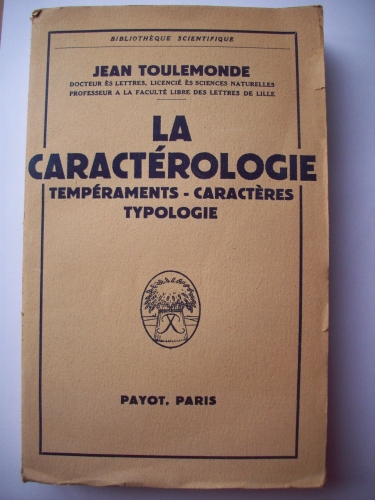 BIBLIOTHÈQUE SCIENTIFIQUE
JEAN TOULEMONDE
DOCTEUR ÈS LETTRES, LICENCIÉ ÈS SCIENCES NATURELLES
PROFESSEUR A LA FACULTÉ LIBRE DES LETTRES DE LILLE
LA
CARACTÉROLOGIE
TEMPÉRAMENTS - CARACTÈRES
TYPOLOGIE
PAYOT, PARIS